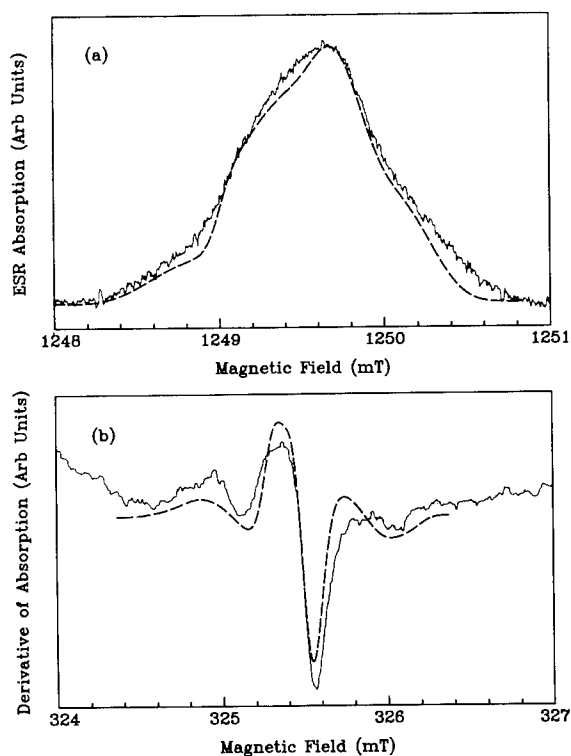 (a)
ESR Absorption (Arb Units)
1248 1249 1250 1251
Magnetic Field (mT)
(b)
Derivative of Absorption (Arb Units)
324 325 326 327
Magnetic Field (mT)